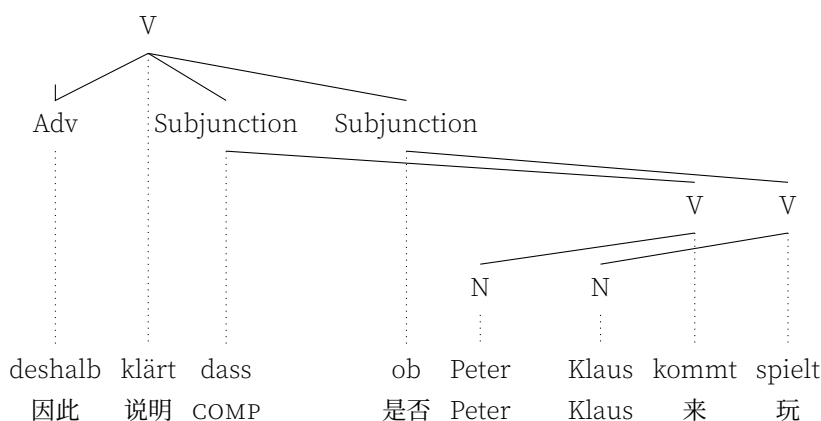 V
Adv Subjunction Subjunction
V V
N N
deshalb klärt dass ob Peter Klaus kommt spielt
因此 说明 COMP 是否 Peter Klaus 来 玩